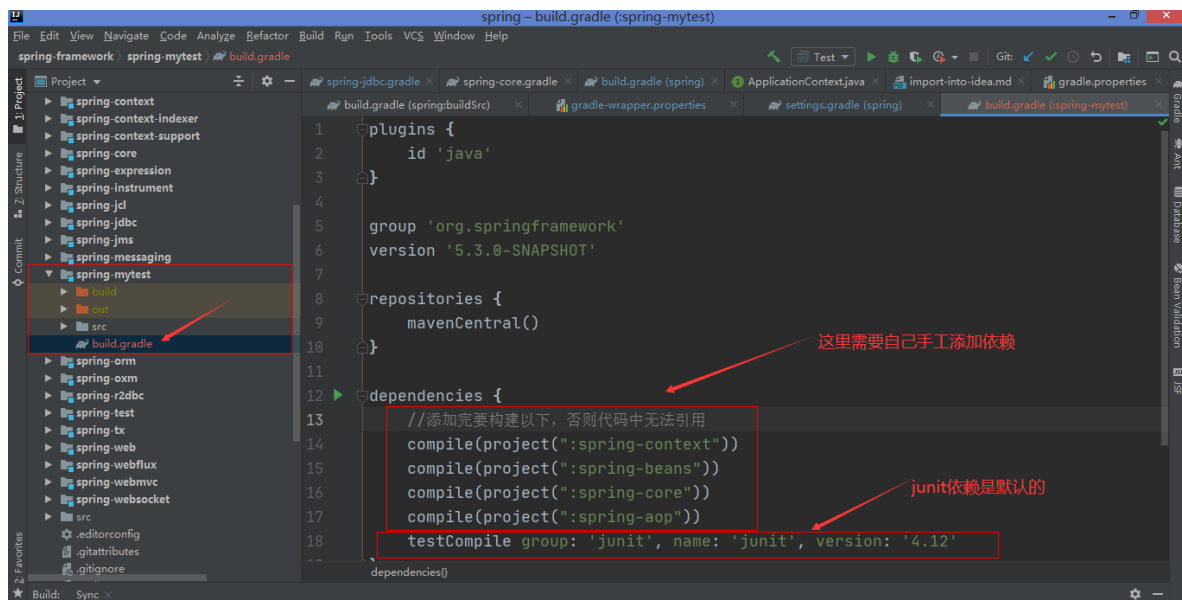 spring – build.gradle (:spring-mytest)
File Edit View Navigate Code Analyze Refactor Build Run Tools VCS Window Help
spring-framework spring-mytest build.gradle
Test Git:
1: Project
Z: Structure
Commit
2: Favorites
Project
spring-context
spring-context-indexer
spring-context-support
spring-core
spring-expression
spring-instrument
spring-jcl
spring-jdbc
spring-jms
spring-messaging
spring-mytest
build
out
src
build.gradle
spring-orm
spring-oxm
spring-r2dbc
spring-test
spring-tx
spring-web
spring-webflux
spring-webmvc
spring-websocket
src
.editorconfig
.gitattributes
.gitignore
spring-jdbc.gradle spring-core.gradle build.gradle (spring) ApplicationContext.java import-into-idea.md gradle.properties
build.gradle (spring:buildSrc) gradle-wrapper.properties settings.gradle (spring) build.gradle (:spring-mytest)
1 plugins {
2 id 'java'
3 }
4
5 group 'org.springframework'
6 version '5.3.0-SNAPSHOT'
7
8 repositories {
9 mavenCentral()
10 }
11
12 dependencies {
13 //添加完要构建以下，否则代码中无法引用
14 compile(project(":spring-context"))
15 compile(project(":spring-beans"))
16 compile(project(":spring-core"))
17 compile(project(":spring-aop"))
18 testCompile group: 'junit', name: 'junit', version: '4.12'
这里需要自己手工添加依赖
junit依赖是默认的
dependencies{}
Gradle
Ant
Database
Bean Validation
JSF
Build: Sync